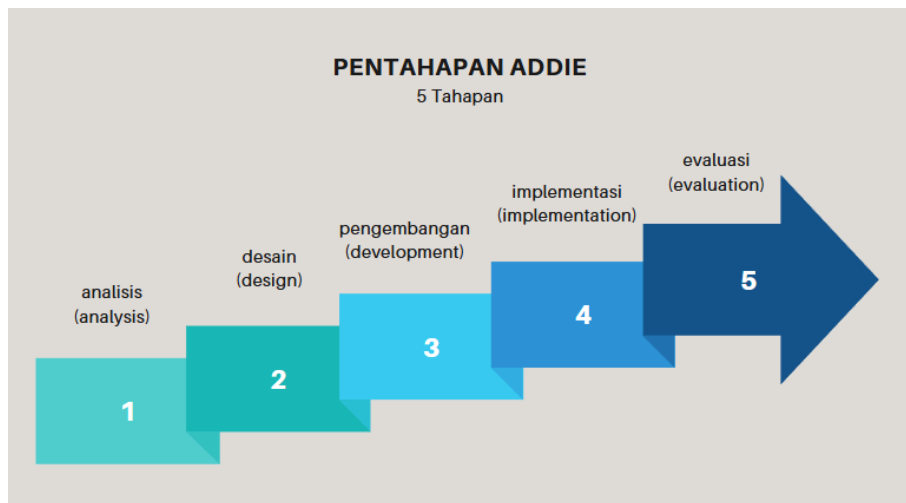 PENTAHAPAN ADDIE
5 Tahapan
analisis
(analysis)
1
desain
(design)
2
pengembangan
(development)
3
implementasi
(implementation)
4
evaluasi
(evaluation)
5